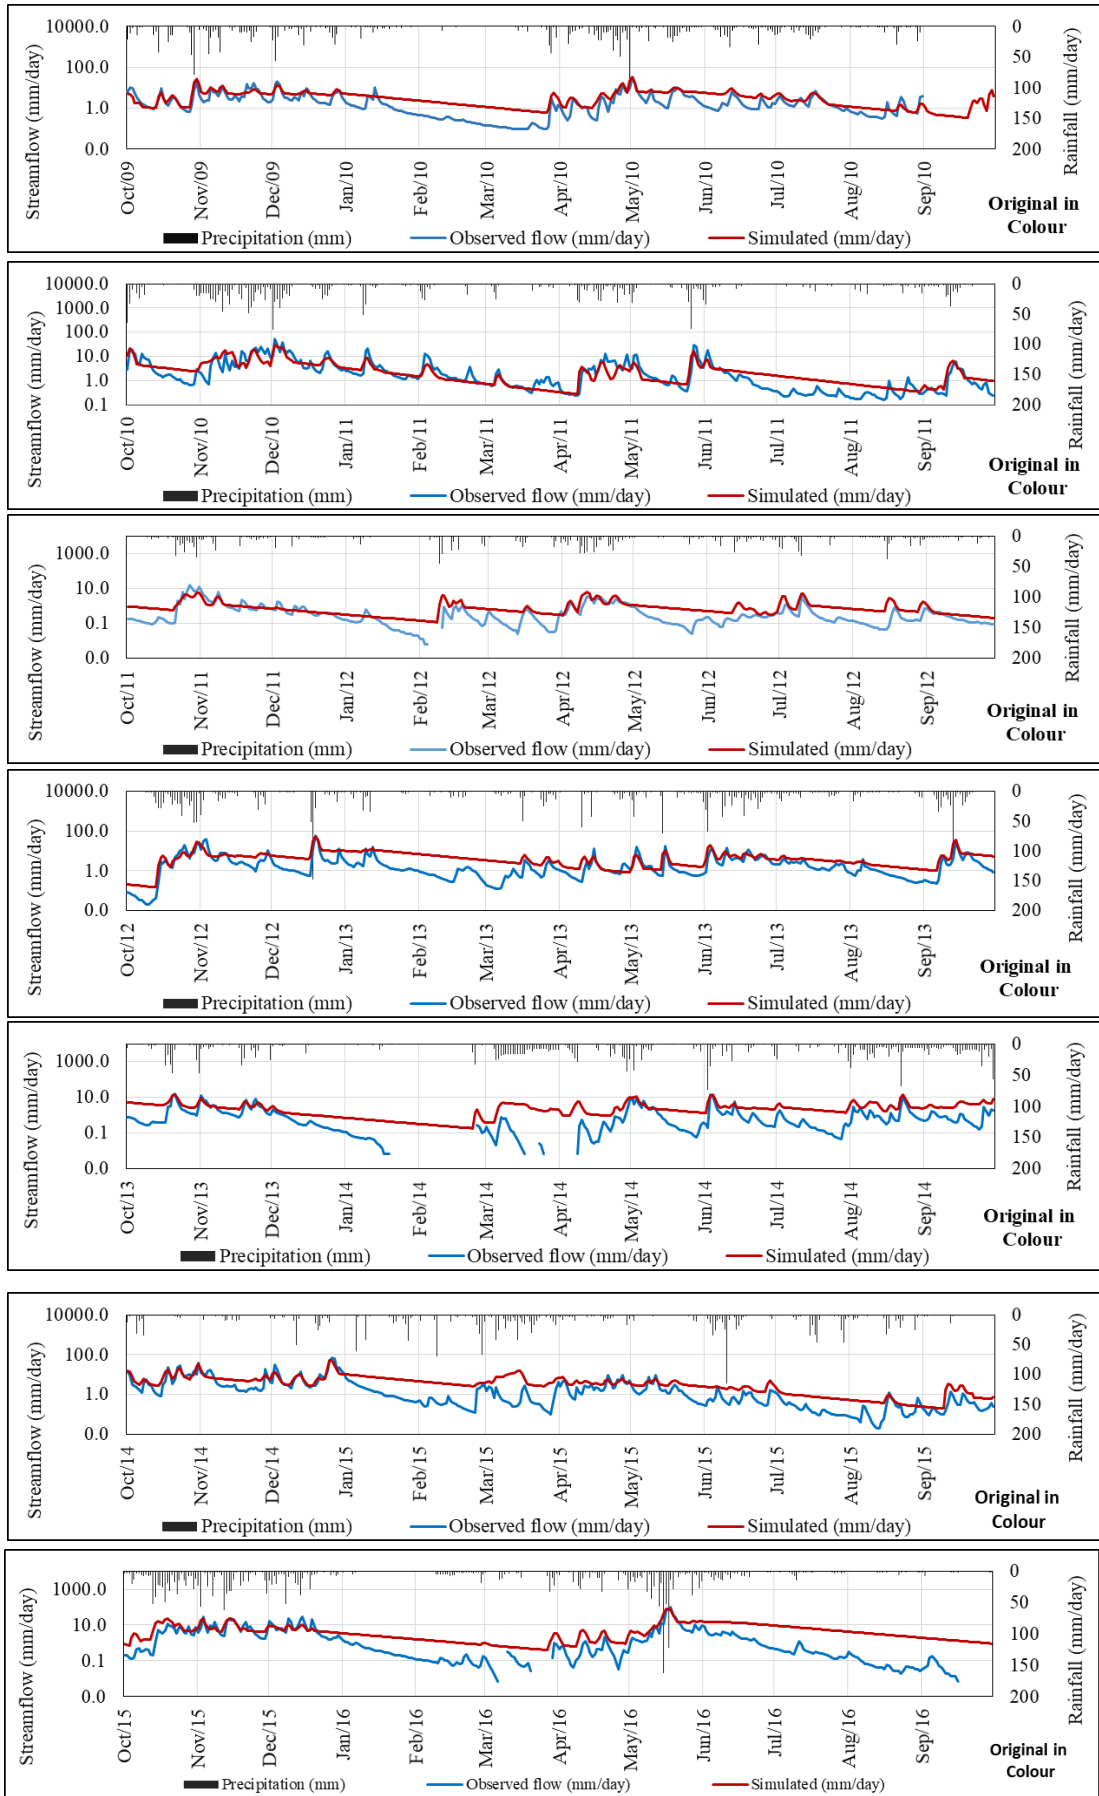 10000.0
100.0
1.0
0.0
0
50
100
150
200
Streamflow (mm/day)
Rainfall (mm/day)
Oct/09
Nov/09
Dec/09
Jan/10
Feb/10
Mar/10
Apr/10
May/10
Jun/10
Jul/10
Aug/10
Sep/10
Original in
Colour
Precipitation (mm)
Observed flow (mm/day)
Simulated (mm/day)
10000.0
1000.0
100.0
10.0
1.0
0.1
0
50
100
150
200
Streamflow (mm/day)
Rainfall (mm/day)
Oct/10
Nov/10
Dec/10
Jan/11
Feb/11
Mar/11
Apr/11
May/11
Jun/11
Jul/11
Aug/11
Sep/11
Original in
Colour
Precipitation (mm)
Observed flow (mm/day)
Simulated (mm/day)
1000.0
10.0
0.1
0.0
0
50
100
150
200
Streamflow (mm/day)
Rainfall (mm/day)
Oct/11
Nov/11
Dec/11
Jan/12
Feb/12
Mar/12
Apr/12
May/12
Jun/12
Jul/12
Aug/12
Sep/12
Original in
Colour
Precipitation (mm)
Observed flow (mm/day)
Simulated (mm/day)
10000.0
100.0
1.0
0.0
0
50
100
150
200
Streamflow (mm/day)
Rainfall (mm/day)
Oct/12
Nov/12
Dec/12
Jan/13
Feb/13
Mar/13
Apr/13
May/13
Jun/13
Jul/13
Aug/13
Sep/13
Original in
Colour
Precipitation (mm)
Observed flow (mm/day)
Simulated (mm/day)
1000.0
10.0
0.1
0.0
0
50
100
150
200
Streamflow (mm/day)
Rainfall (mm/day)
Oct/13
Nov/13
Dec/13
Jan/14
Feb/14
Mar/14
Apr/14
May/14
Jun/14
Jul/14
Aug/14
Sep/14
Original in
Colour
Precipitation (mm)
Observed flow (mm/day)
Simulated (mm/day)
10000.0
100.0
1.0
0.0
0
50
100
150
200
Streamflow (mm/day)
Rainfall (mm/day)
Oct/14
Nov/14
Dec/14
Jan/15
Feb/15
Mar/15
Apr/15
May/15
Jun/15
Jul/15
Aug/15
Sep/15
Original in
Colour
Precipitation (mm)
Observed flow (mm/day)
Simulated (mm/day)
1000.0
10.0
0.1
0.0
0
50
100
150
200
Streamflow (mm/day)
Rainfall (mm/day)
Oct/15
Nov/15
Dec/15
Jan/16
Feb/16
Mar/16
Apr/16
May/16
Jun/16
Jul/16
Aug/16
Sep/16
Original in
Colour
Precipitation (mm)
Observed flow (mm/day)
Simulated (mm/day)